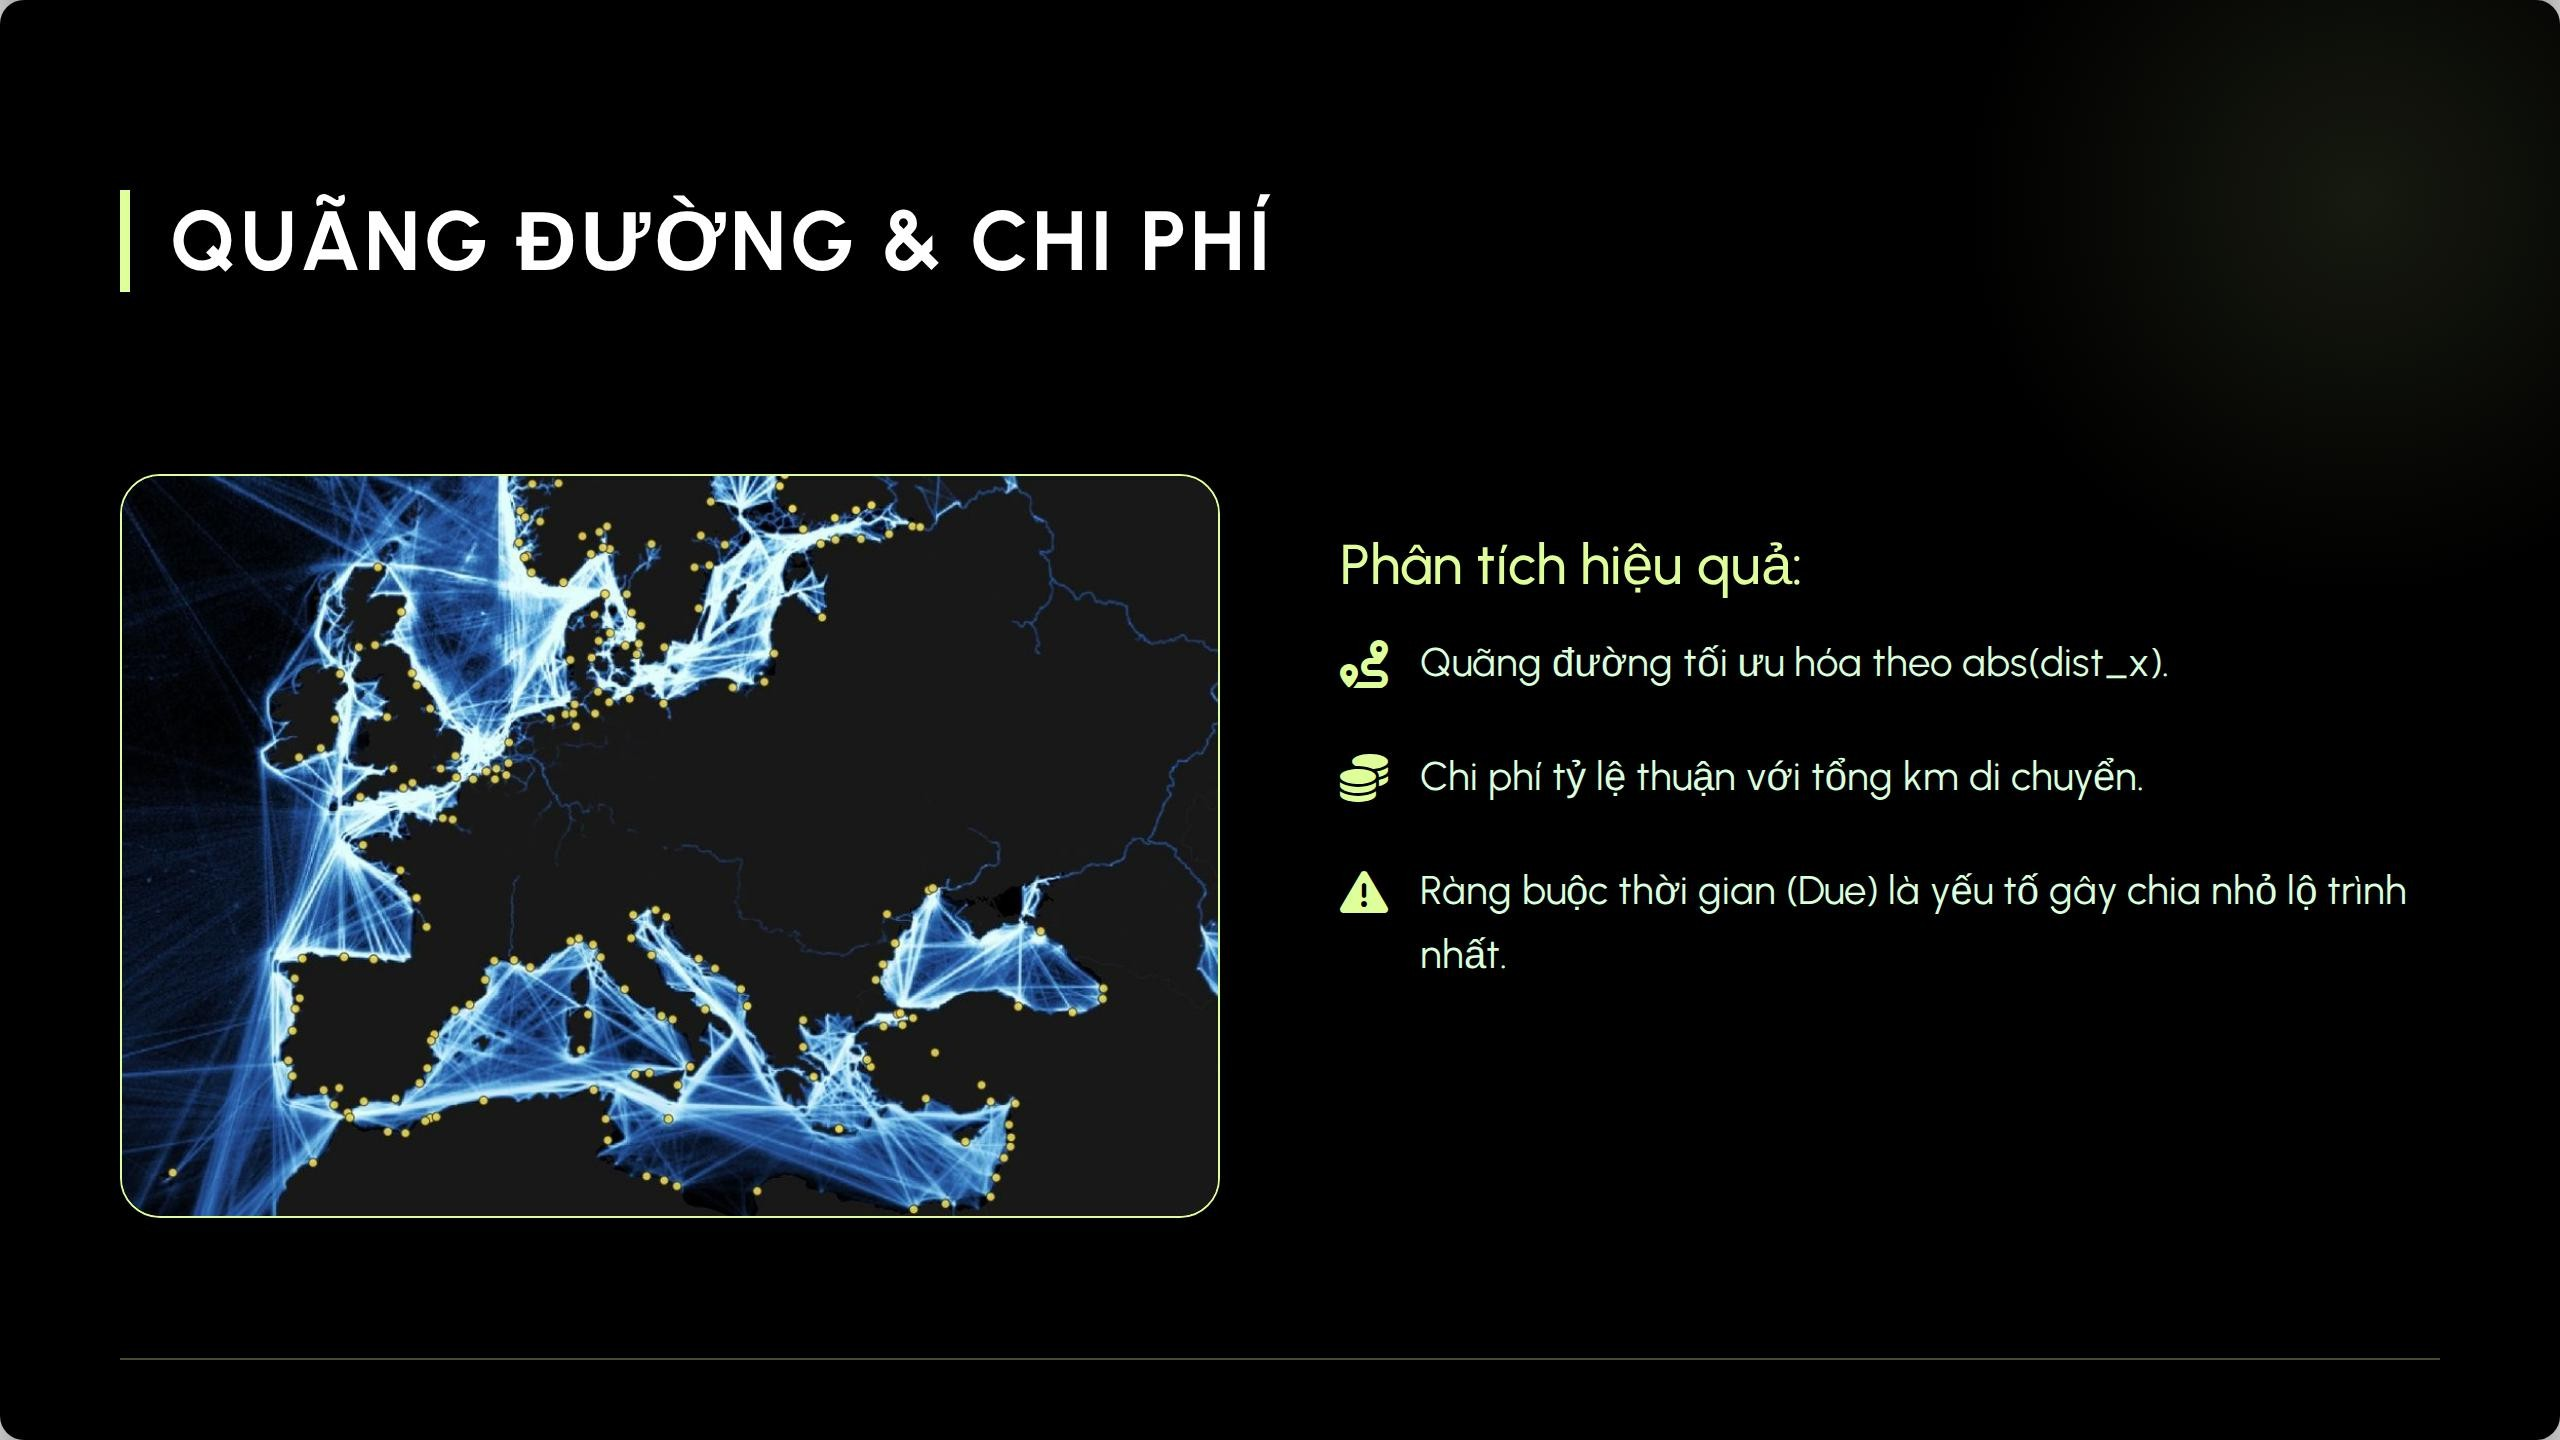 QUÃNG ĐƯỜNG & CHI PHÍ
Phân tích hiệu quả:
Quãng đường tối ưu hóa theo abs(dist_x).
Chi phí tỷ lệ thuận với tổng km di chuyển.
Ràng buộc thời gian (Due) là yếu tố gây chia nhỏ lộ trình
nhất.